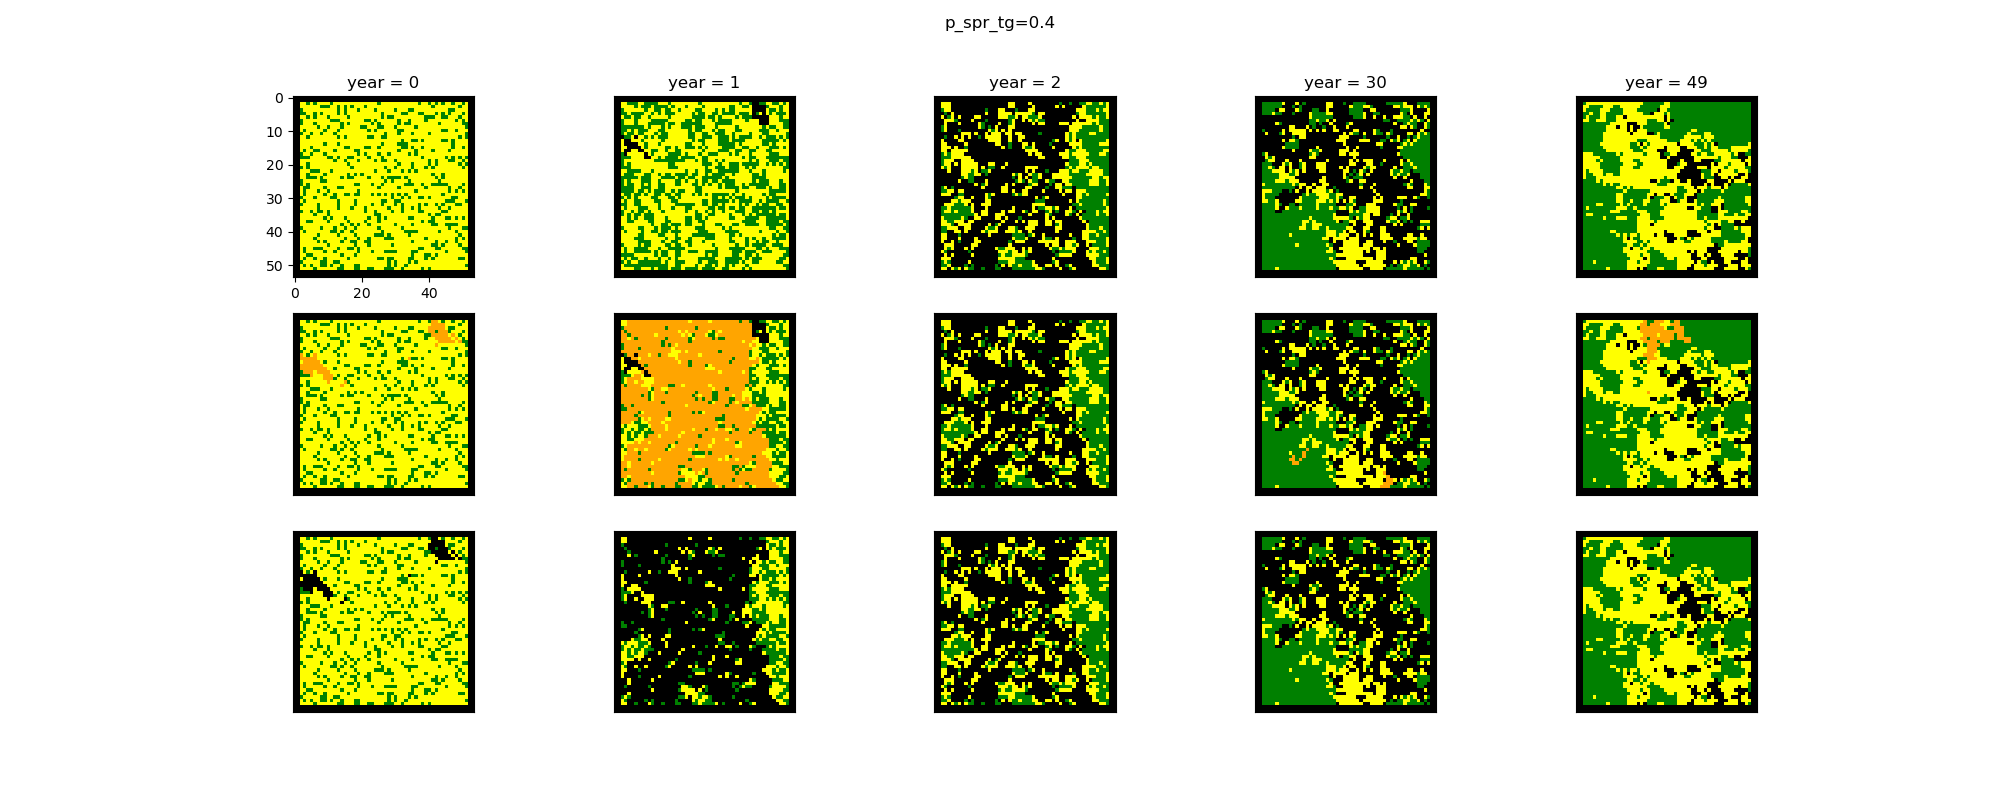 p_spr_tg=0.4
year = 0
year = 1
year = 2
year = 30
year = 49
0
10
20
30
40
50
0
20
40